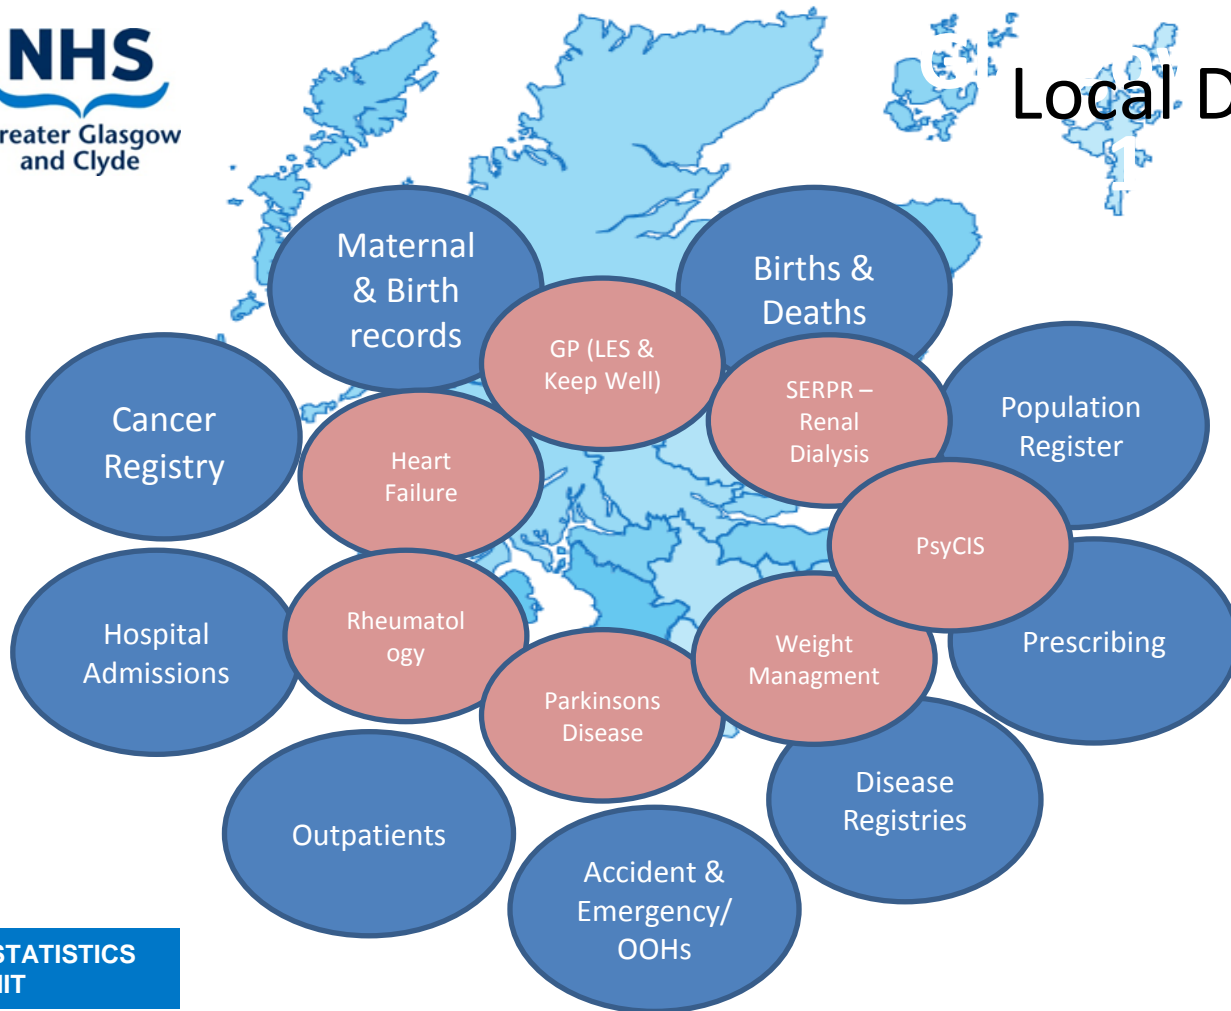 NHS
reater Glasgow
and Clyde
Local D
1
Maternal
& Birth
records
Births &
Deaths
GP (LES &
Keep Well)
SERPR –
Renal
Dialysis
Population
Register
Cancer
Registry
Heart
Failure
PsyCIS
Hospital
Admissions
Rheumatol
ogy
Weight
Managment
Prescribing
Parkinsons
Disease
Disease
Registries
Outpatients
Accident &
Emergency/
OOHs
STATISTICS
IIT